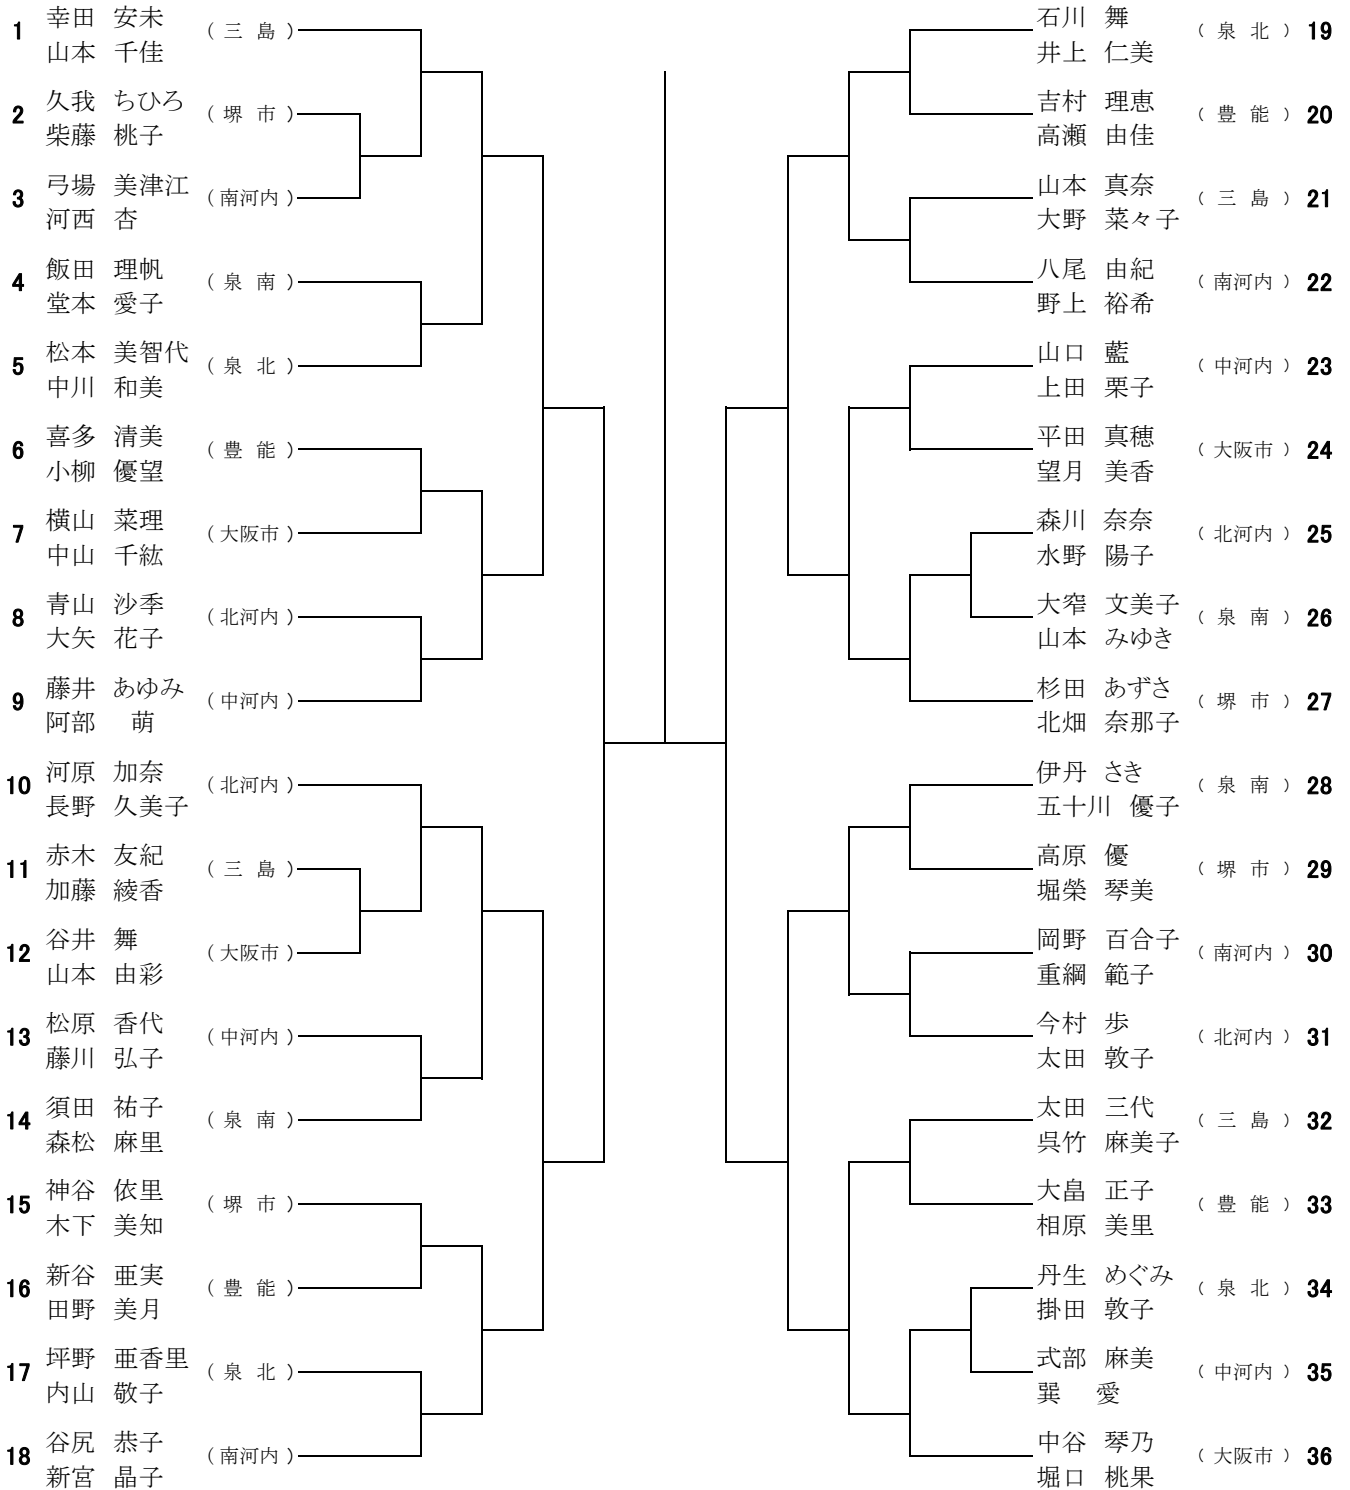 幸田 安未
1 (三 島)
山本 千佳
久我 ちひろ
2 (堺 市)
柴藤 桃子
弓場 美津江
3 (南河内)
河西 杏
飯田 理帆
4 (泉 南)
堂本 愛子
松本 美智代
5 (泉 北)
中川 和美
喜多 清美
6 (豊 能)
小柳 優望
横山 菜理
7 (大阪市)
中山 千紘
青山 沙季
8 (北河内)
大矢 花子
藤井 あゆみ
9 (中河内)
阿部 萌
河原 加奈
10 (北河内)
長野 久美子
赤木 友紀
11 (三 島)
加藤 綾香
谷井 舞
12 (大阪市)
山本 由彩
松原 香代
13 (中河内)
藤川 弘子
須田 祐子
14 (泉 南)
森松 麻里
神谷 依里
15 (堺 市)
木下 美知
新谷 亜実
16 (豊 能)
田野 美月
坪野 亜香里
17 (泉 北)
内山 敬子
谷尻 恭子
18 (南河内)
新宮 晶子
石川 舞
(泉 北) 19
井上 仁美
吉村 理恵
(豊 能) 20
高瀬 由佳
山本 真奈
(三 島) 21
大野 菜々子
八尾 由紀
(南河内) 22
野上 裕希
山口 藍
(中河内) 23
上田 栗子
平田 真穂
(大阪市) 24
望月 美香
森川 奈奈
(北河内) 25
水野 陽子
大窄 文美子
(泉 南) 26
山本 みゆき
杉田 あずさ
(堺 市) 27
北畑 奈那子
伊丹 さき
(泉 南) 28
五十川 優子
高原 優
(堺 市) 29
堀榮 琴美
岡野 百合子
(南河内) 30
重綱 範子
今村 歩
(北河内) 31
太田 敦子
太田 三代
(三 島) 32
呉竹 麻美子
大畠 正子
(豊 能) 33
相原 美里
丹生 めぐみ
(泉 北) 34
掛田 敦子
式部 麻美
(中河内) 35
巽 愛
中谷 琴乃
(大阪市) 36
堀口 桃果